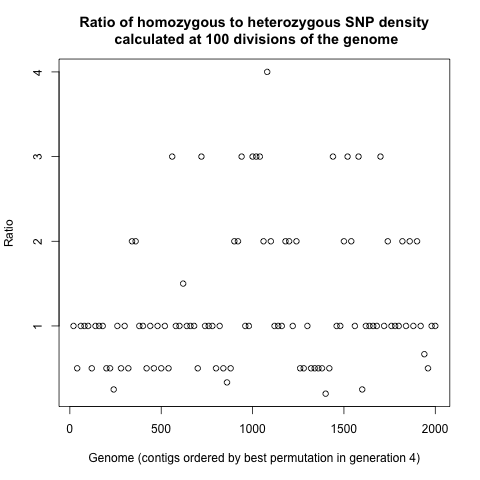 Ratio of homozygous to heterozygous SNP density
calculated at 100 divisions of the genome
Ratio
4
3
2
1
0
500
1000
1500
2000
Genome (contigs ordered by best permutation in generation 4)